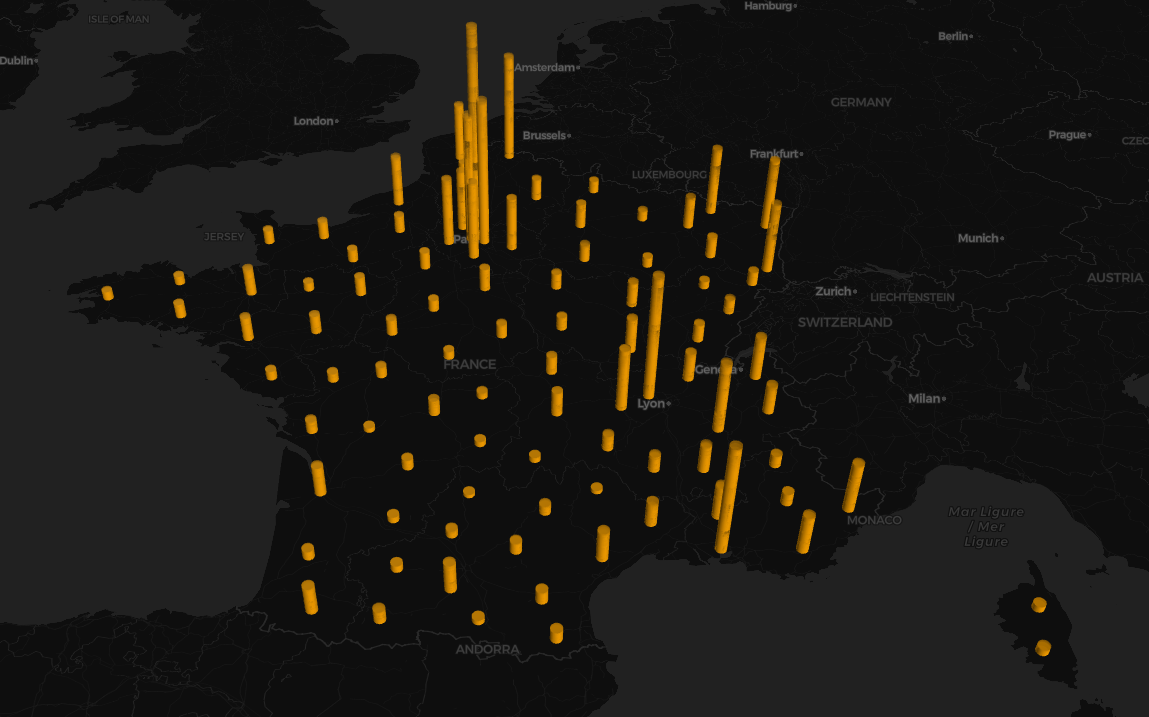 Hamburg
ISLE OF MAN
Berlin
Dublin
Amsterdam
GERMANY
London
Brussels
Prague
CZEC
Frankfurt
LUXEMBOURG
JERSEY
Pa
Munich
AUSTRIA
Zurich
LIECHTENSTEIN
SWITZERLAND
FRANCE
Geneva
Milan
Lyon
Mar Ligure
/ Mer
Ligure
MONACO
ANDORRA